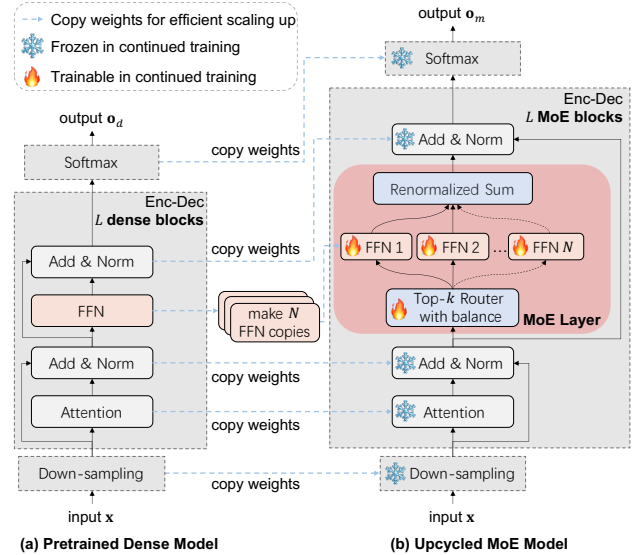 Copy weights for efficient scaling up
Frozen in continued training
Trainable in continued training
output o_d
Softmax
Enc-Dec
L dense blocks
Add & Norm
FFN
Add & Norm
Attention
Down-sampling
input x
(a) Pretrained Dense Model
copy weights
copy weights
make N
FFN copies
copy weights
copy weights
copy weights
output o_m
Softmax
Enc-Dec
L MoE blocks
Add & Norm
Renormalized Sum
FFN 1
FFN 2
...
FFN N
Top-k Router
with balance
MoE Layer
Add & Norm
Attention
Down-sampling
input x
(b) Upcycled MoE Model